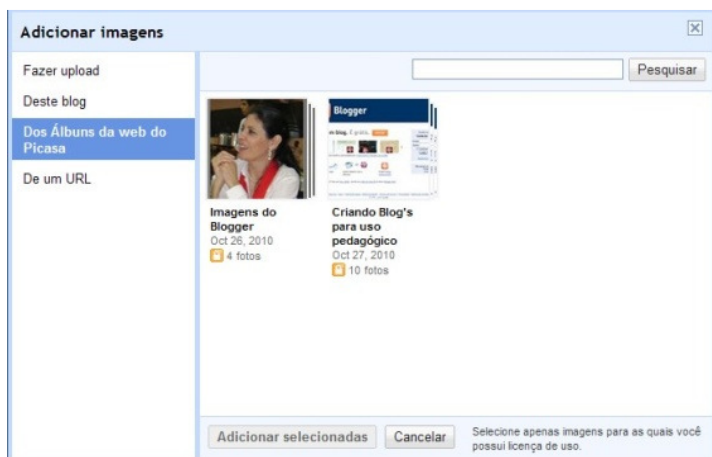 Adicionar imagens
Fazer upload
Deste blog
Dos Álbuns da web do
Picasa
De um URL
Pesquisar
Blogger
Imagens do
Blogger
Oct 26, 2010
4 fotos
Criando Blog's
para uso
pedagógico
Oct 27, 2010
10 fotos
Adicionar selecionadas
Cancelar
Selecione apenas imagens para as quais você
possui licença de uso.